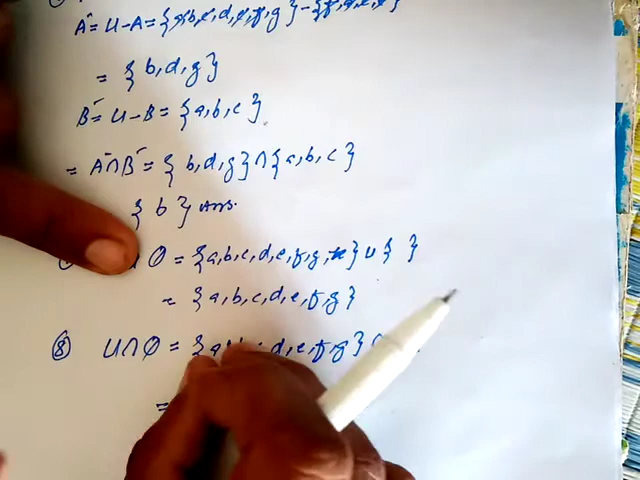 A′ = U – A = {a,b,c,d,e,f,g} – {
= {b,d,g}
B′ = U – B = {a,b,c}
= A′∩B′ = {b,d,g}∩{a,b,c}
{b} Ans.
∅ = {a,b,c,d,e,f,g,} ∪ { }
= {a,b,c,d,e,f,g}
⑧ U∩∅ = {a, d,e,f,g}
=